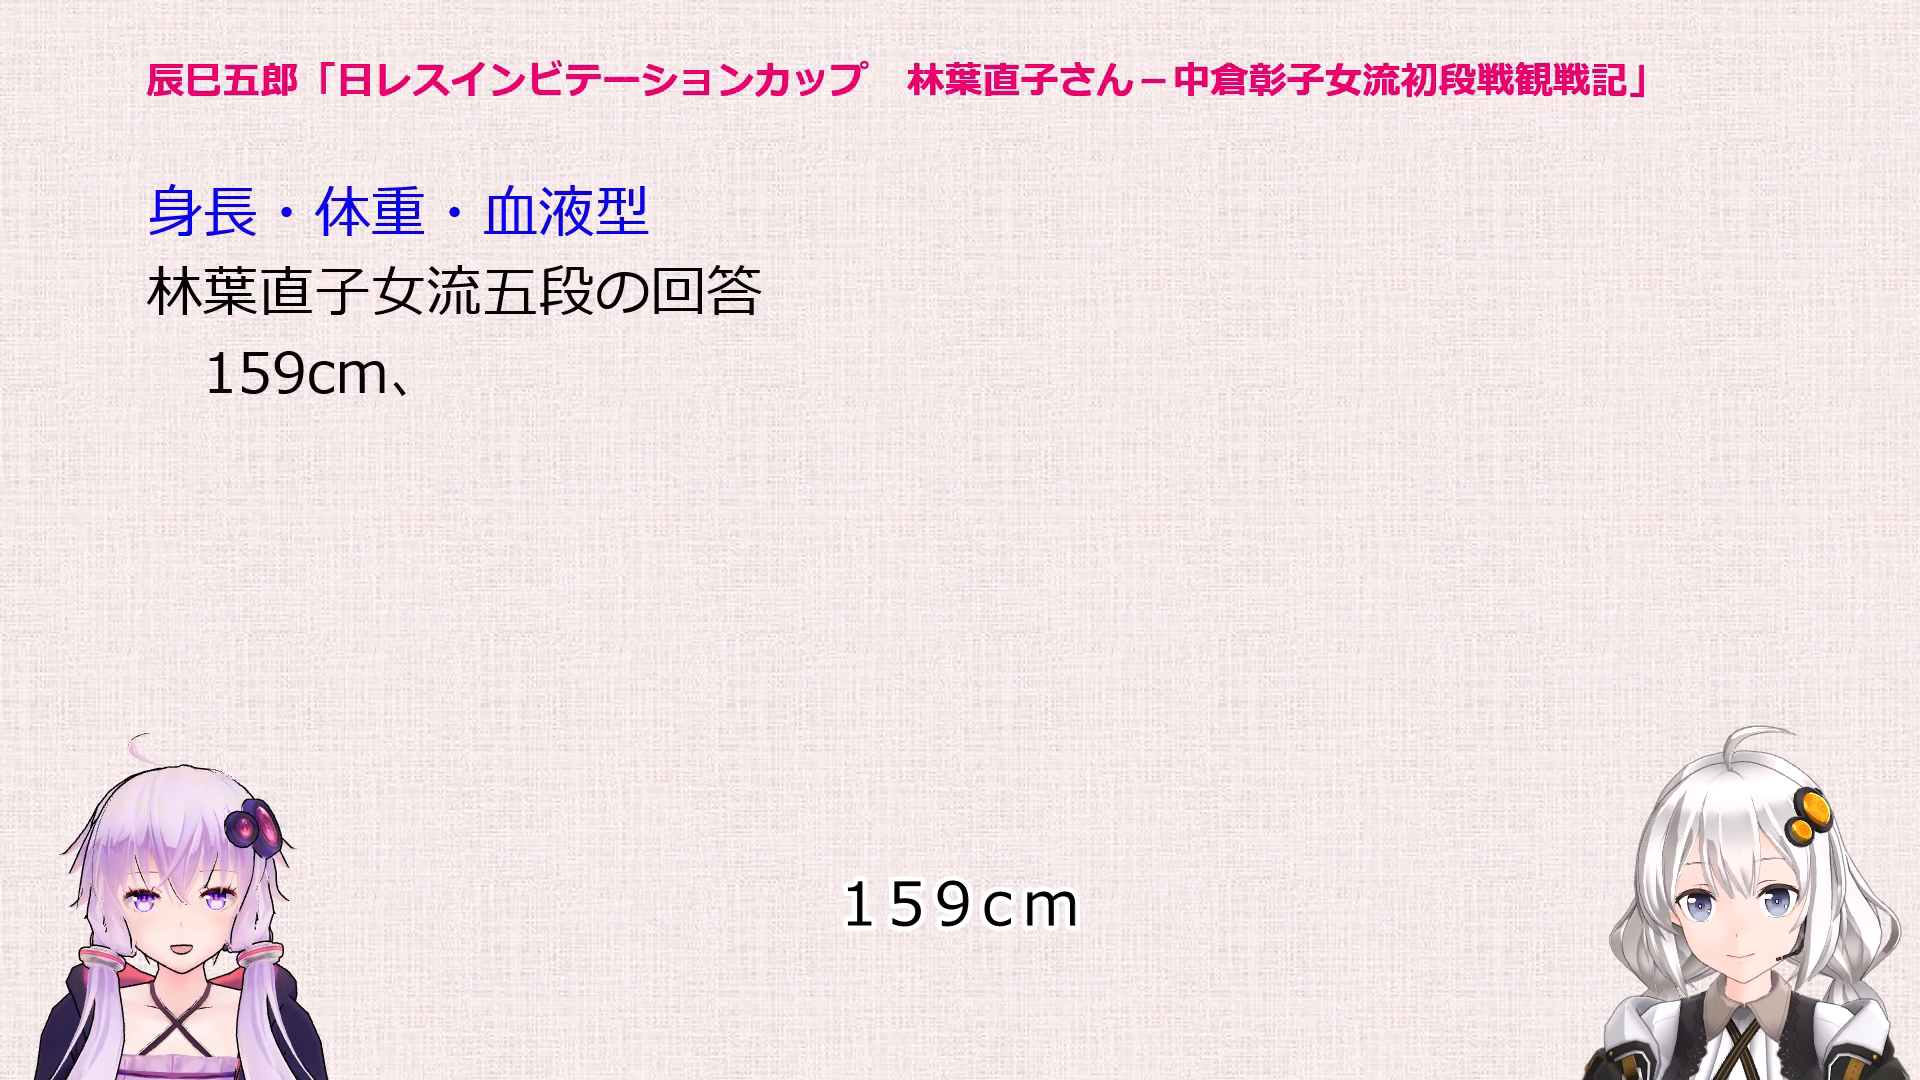 辰巳五郎「日レスインビテーションカップ　林葉直子さん－中倉彰子女流初段戦観戦記」
身長・体重・血液型
林葉直子女流五段の回答
159cm、
159cm